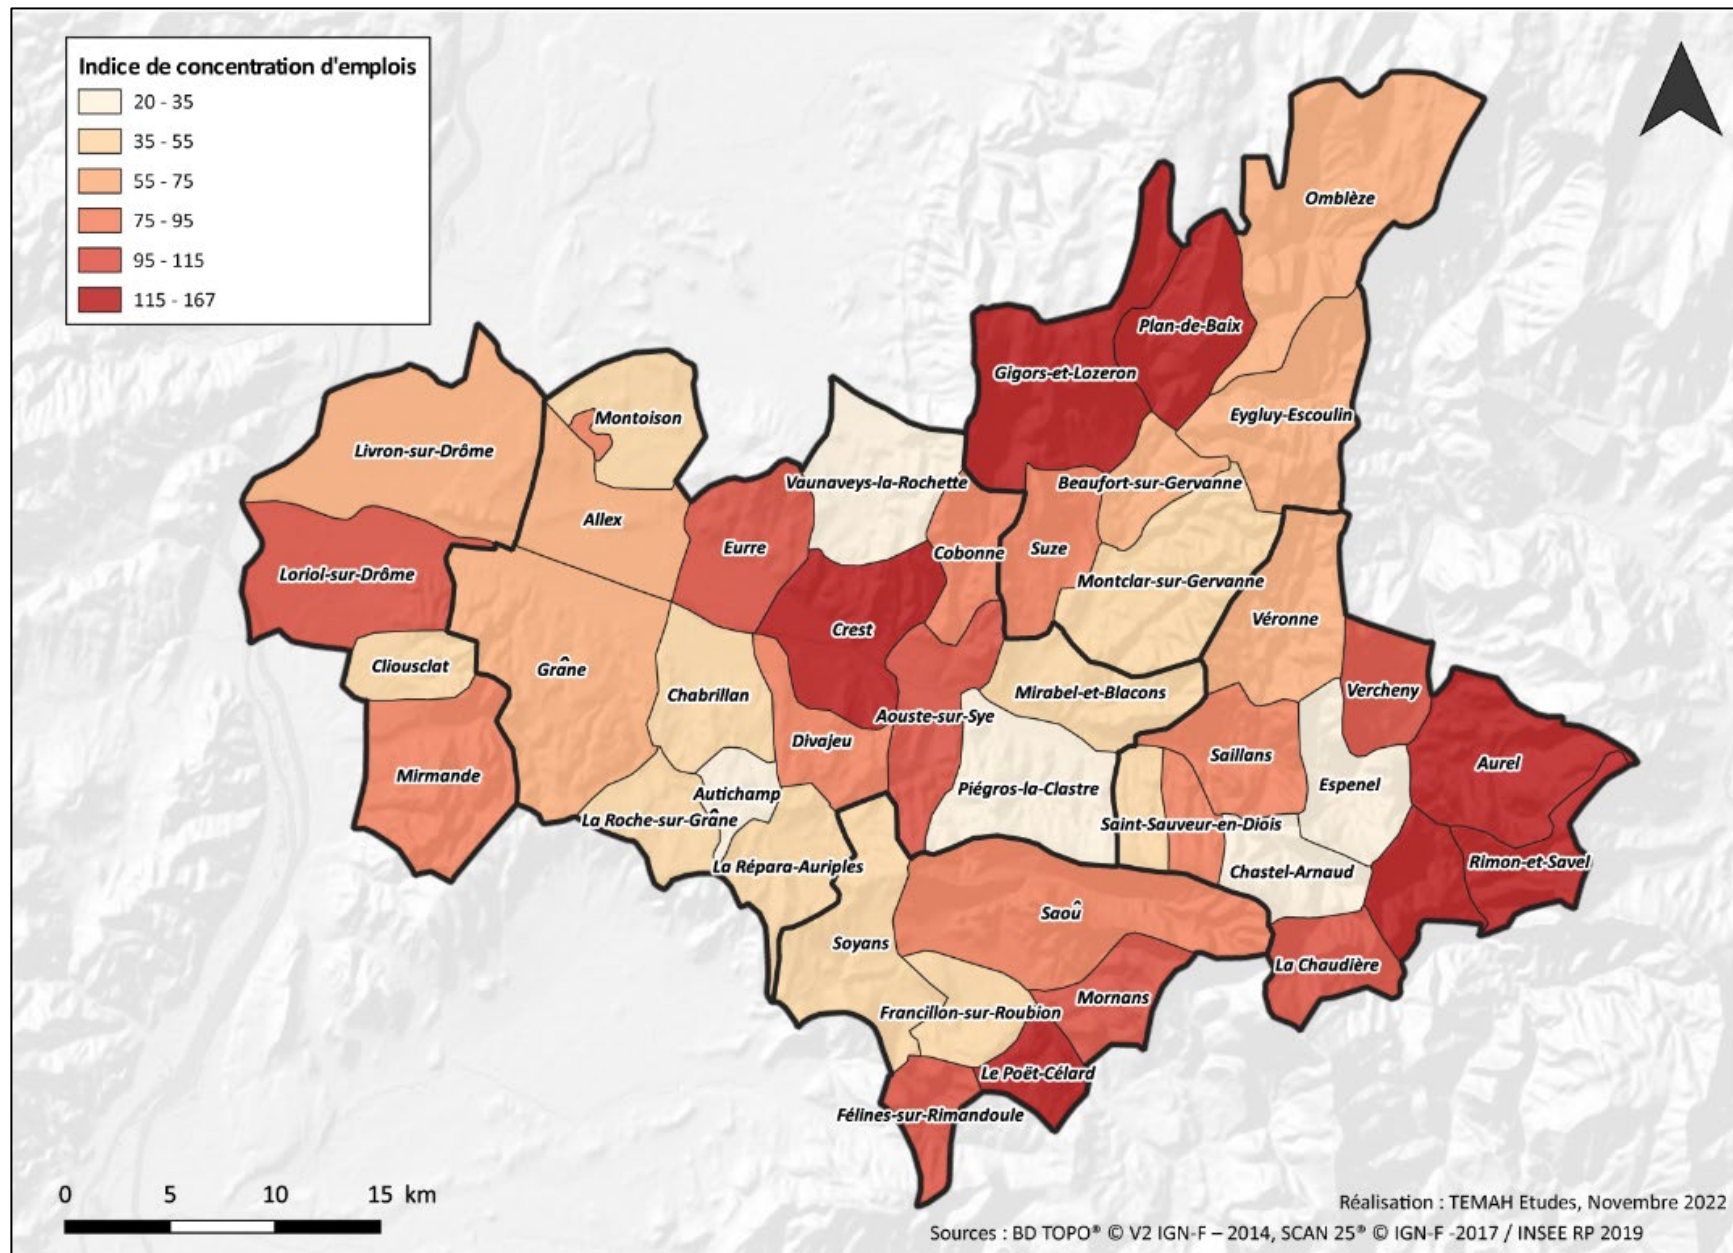 Indice de concentration d'emplois
20 - 35
35 - 55
55 - 75
75 - 95
95 - 115
115 - 167
Omblèze
Plan-de-Baix
Gigors-et-Lozeron
Eygluy-Escoulin
Montoison
Livron-sur-Drôme
Vaunaveys-la-Rochette
Beaufort-sur-Gervanne
Allex
Eurre
Cobonne
Suze
Loriol-sur-Drôme
Montclar-sur-Gervanne
Crest
Véronne
Cliousclat
Grâne
Chabrillan
Mirabel-et-Blacons
Vercheny
Aouste-sur-Sye
Divajeu
Saillans
Aurel
Mirmande
Autichamp
Piégros-la-Clastre
Espenel
La Roche-sur-Grâne
Saint-Sauveur-en-Diois
La Répara-Auriples
Chastel-Arnaud
Rimon-et-Savel
Saoû
Soyans
La Chaudière
Mornans
Francillon-sur-Roubion
Le Poët-Célard
Félines-sur-Rimandoule
0 5 10 15 km
Réalisation : TEMAH Etudes, Novembre 2022
Sources : BD TOPO® © V2 IGN-F – 2014, SCAN 25® © IGN-F -2017 / INSEE RP 2019